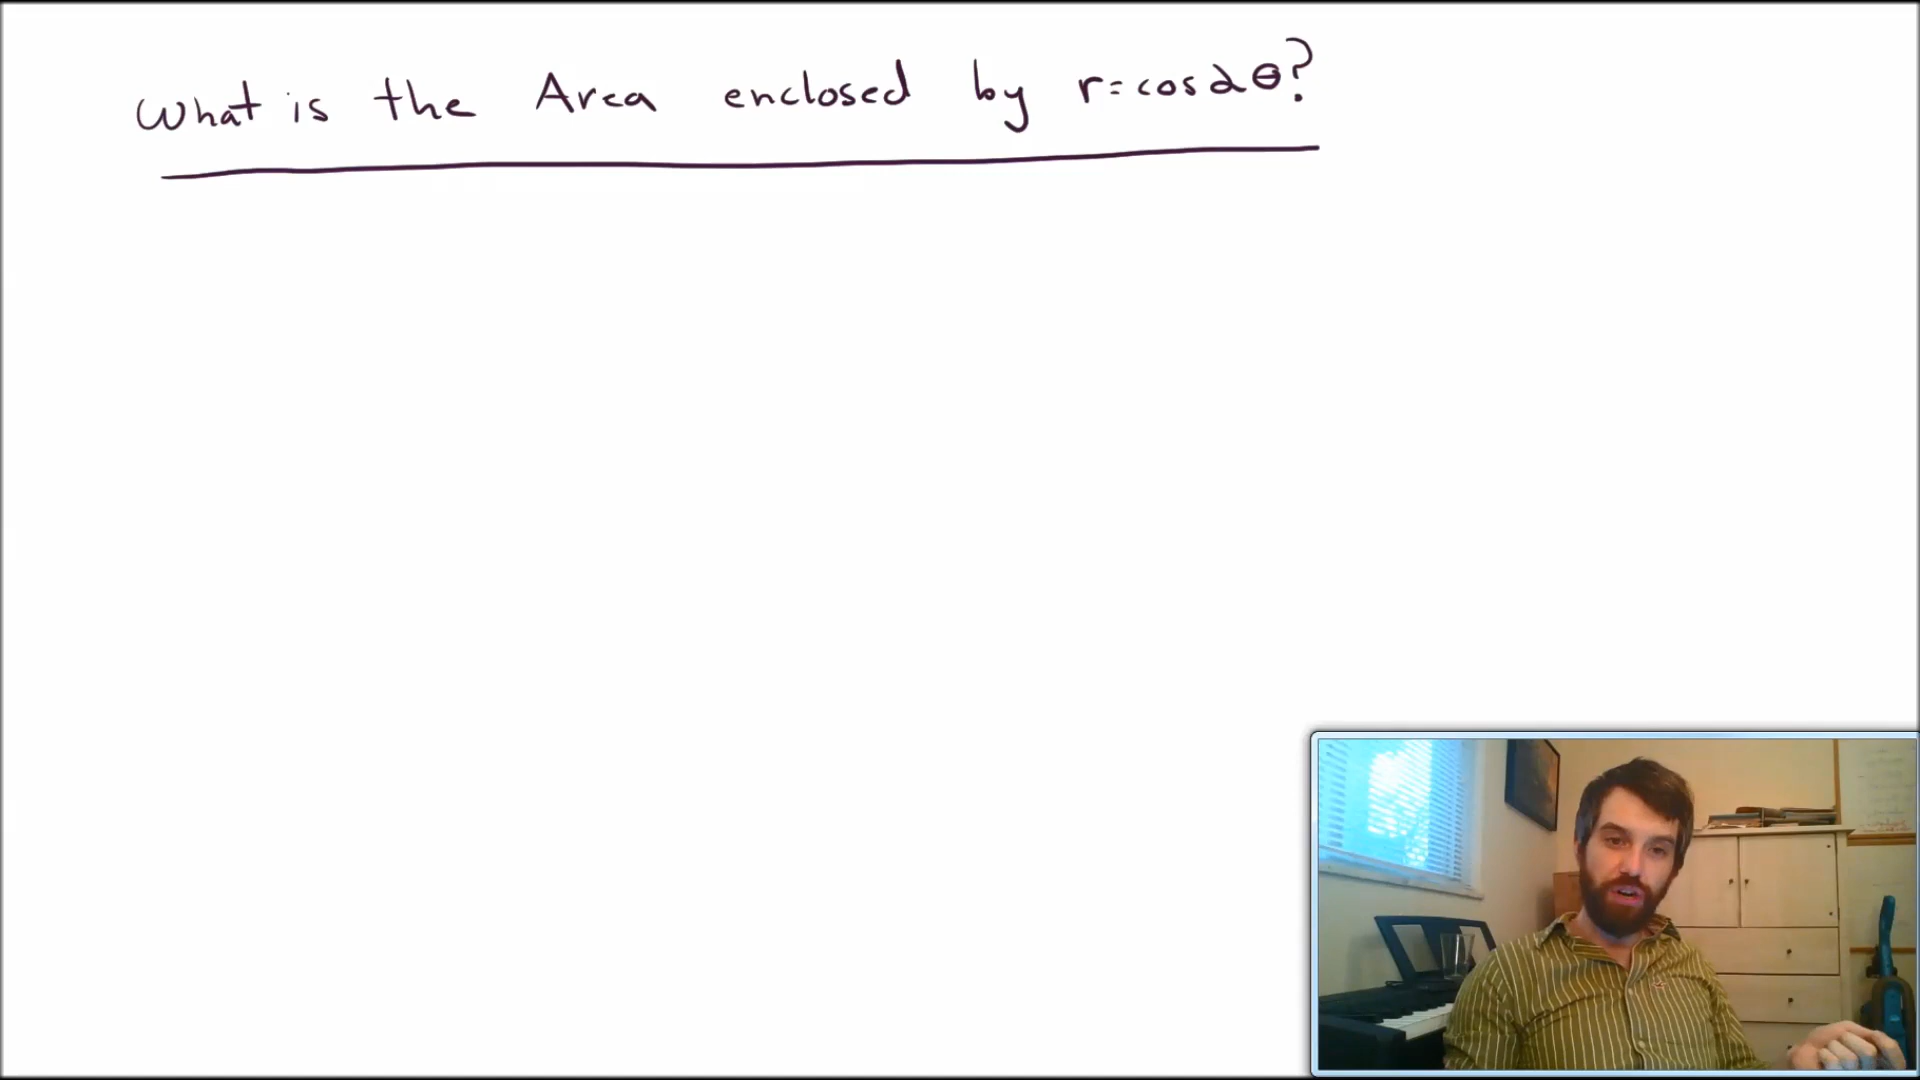 What is the Area enclosed by r=cos2θ?